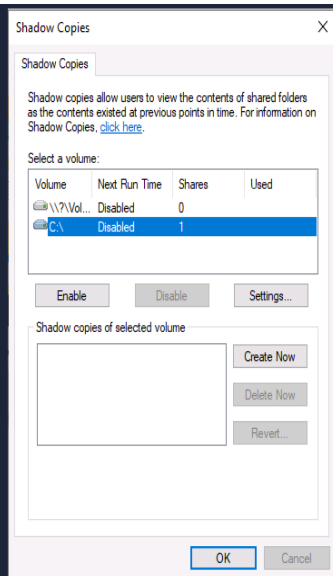 Shadow Copies
Shadow Copies
Shadow copies allow users to view the contents of shared folders
as the contents existed at previous points in time. For information on
Shadow Copies, click here.
Select a volume:
Volume Next Run Time Shares Used
\\?\Vol... Disabled 0
C:\ Disabled 1
Enable Disable Settings...
Shadow copies of selected volume
Create Now
Delete Now
Revert...
OK Cancel